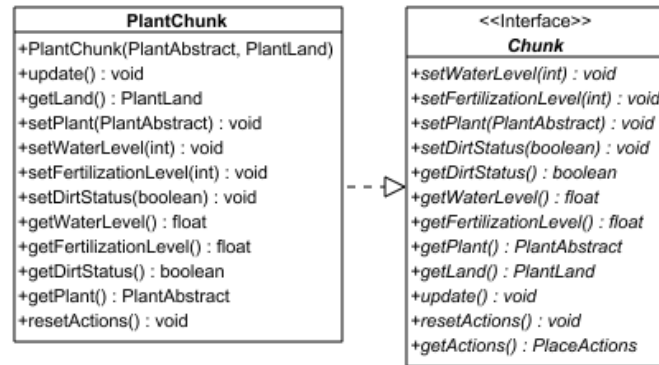 PlantChunk
+PlantChunk(PlantAbstract, PlantLand)
+update() : void
+getLand() : PlantLand
+setPlant(PlantAbstract) : void
+setWaterLevel(int) : void
+setFertilizationLevel(int) : void
+setDirtStatus(boolean) : void
+getWaterLevel() : float
+getFertilizationLevel() : float
+getDirtStatus() : boolean
+getPlant() : PlantAbstract
+resetActions() : void
<<Interface>>
Chunk
+setWaterLevel(int) : void
+setFertilizationLevel(int) : void
+setPlant(PlantAbstract) : void
+setDirtStatus(boolean) : void
+getDirtStatus() : boolean
+getWaterLevel() : float
+getFertilizationLevel() : float
+getPlant() : PlantAbstract
+getLand() : PlantLand
+update() : void
+resetActions() : void
+getActions() : PlaceActions